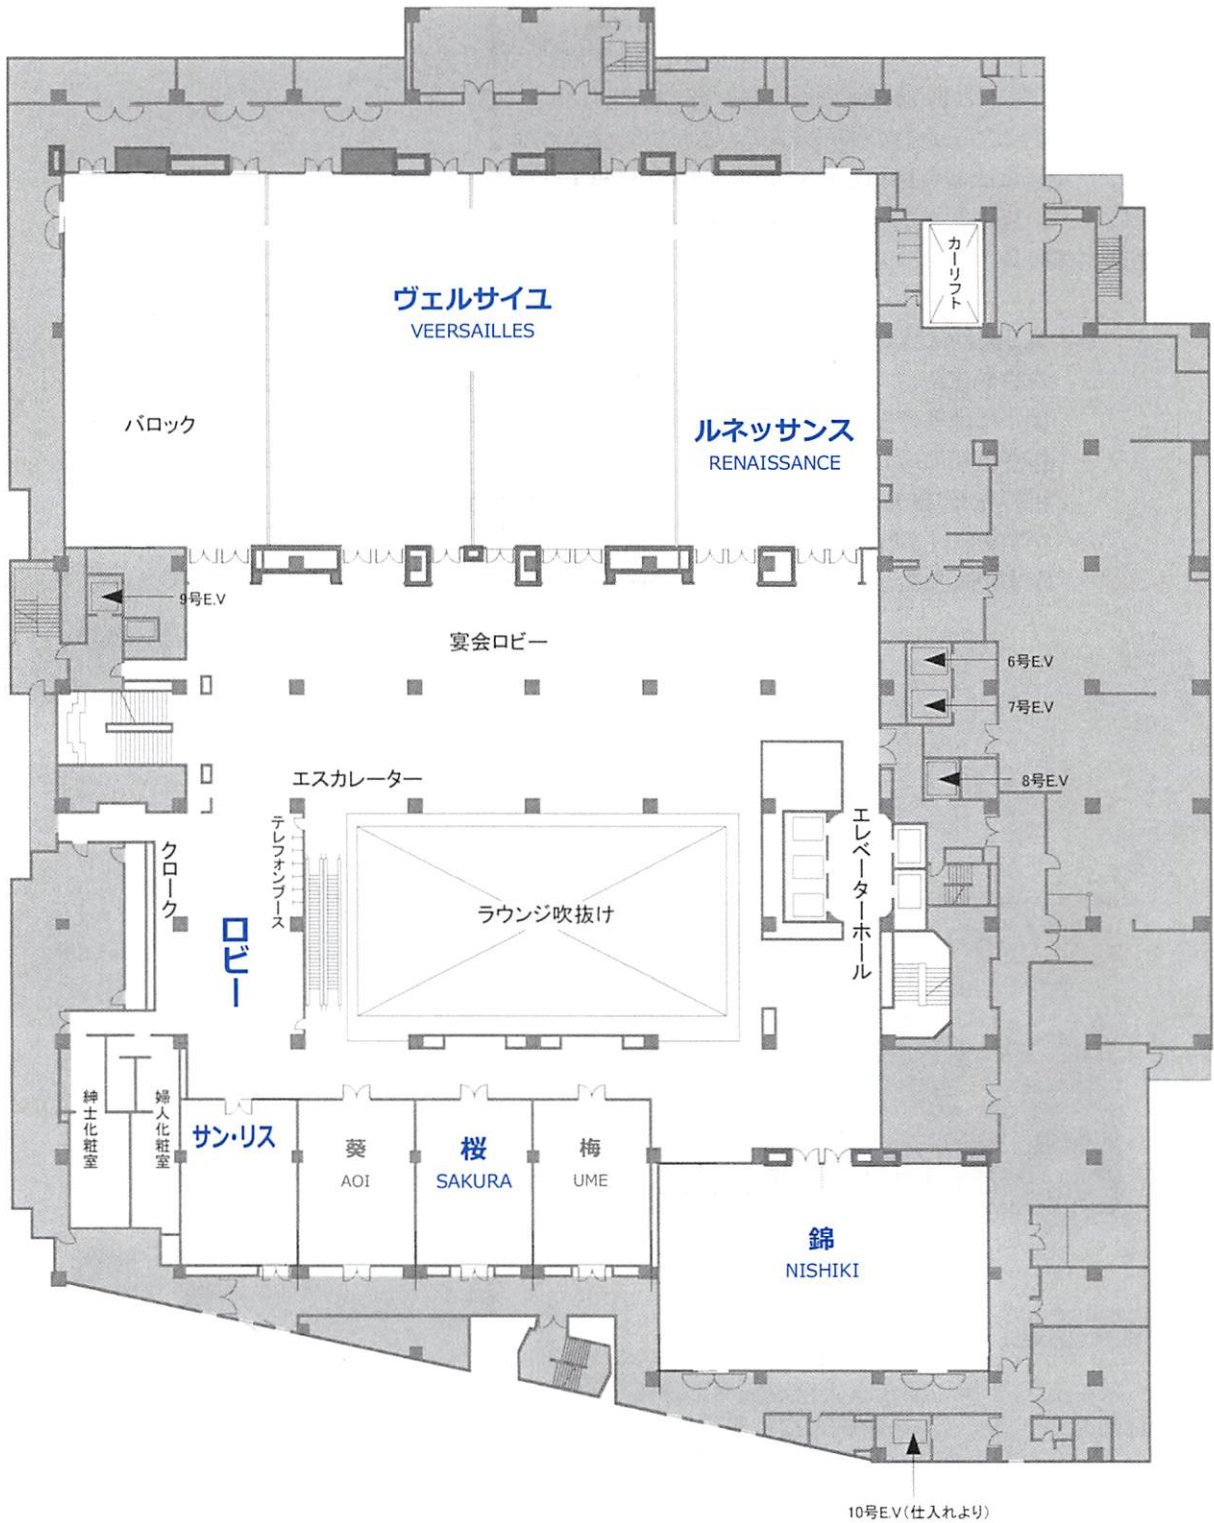 カーリフト
ヴェルサイユ
VEERSAILLES
バロック
ルネッサンス
RENAISSANCE
9号E.V
宴会ロビー
6号E.V
7号E.V
エスカレーター
8号E.V
テレフォンブース
エレベーターホール
クローク
ラウンジ吹抜け
ロビー
紳士化粧室
婦人化粧室
サン・リス
葵
AOI
桜
SAKURA
梅
UME
錦
NISHIKI
10号E.V(仕入れより)